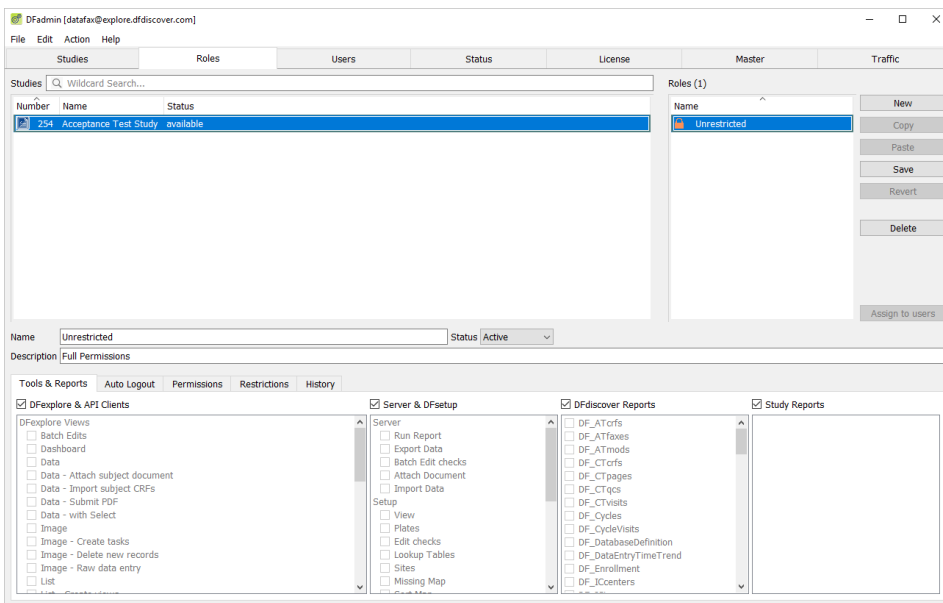 DFadmin [datafax@explore.dfdiscover.com]
File Edit Action Help
Studies Roles Users Status License Master Traffic
Studies Wildcard Search...
Roles (1)
Number Name Status
Name
254 Acceptance Test Study available
Unrestricted
New
Copy
Paste
Save
Revert
Delete
Assign to users
Name Unrestricted Status Active
Description Full Permissions
Tools & Reports Auto Logout Permissions Restrictions History
DFexplore & API Clients
DFexplore Views
Batch Edits
Dashboard
Data
Data - Attach subject document
Data - Import subject CRFs
Data - Submit PDF
Data - with Select
Image
Image - Create tasks
Image - Delete new records
Image - Raw data entry
List
List - Create views
Server & DFsetup
Server
Run Report
Export Data
Batch Edit checks
Attach Document
Import Data
Setup
View
Plates
Edit checks
Lookup Tables
Sites
Missing Map
Sort Map
DFdiscover Reports
DF_ATcrfs
DF_ATfaxes
DF_ATmods
DF_CTcrfs
DF_CTpages
DF_CTqcs
DF_CTvisits
DF_Cycles
DF_CycleVisits
DF_DatabaseDefinition
DF_DataEntryTimeTrend
DF_Enrollment
DF_ICcenters
Study Reports